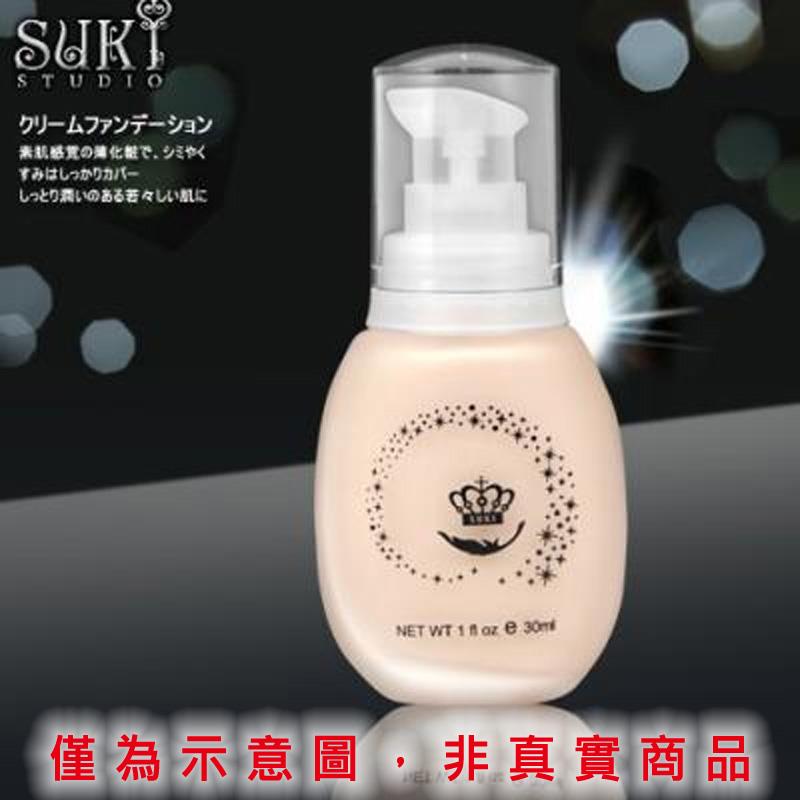 SUKI
STUDIO
クリームファンデーション
素肌感覚の薄化粧で、シミやく
すみはしっかりカバー
しっとり潤いのある若々しい肌に
SUKI
NET WT 1 fl oz e 30ml
僅為示意圖，非真實商品